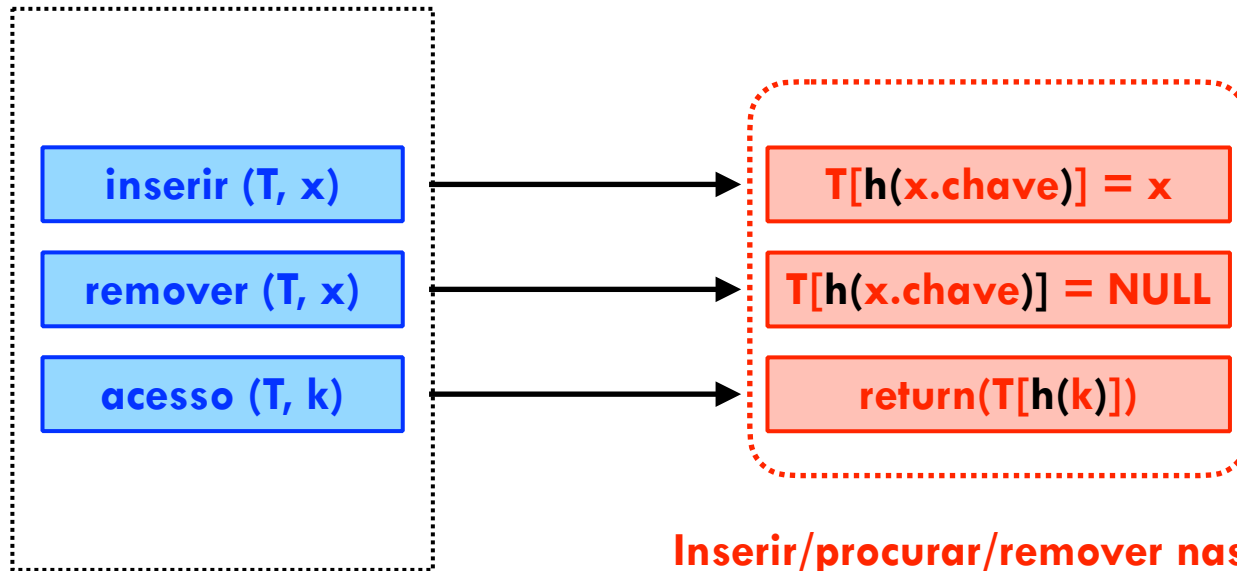 inserir (T, x)
T[h(x.chave)] = x
remover (T, x)
T[h(x.chave)] = NULL
acesso (T, k)
return(T[h(k)])
Inserir/procurar/remover nas